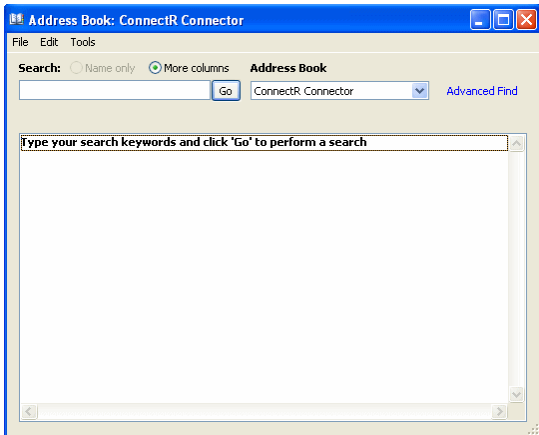 Address Book: ConnectR Connector
File Edit Tools
Search: Name only More columns Address Book
Go ConnectR Connector Advanced Find
Type your search keywords and click 'Go' to perform a search